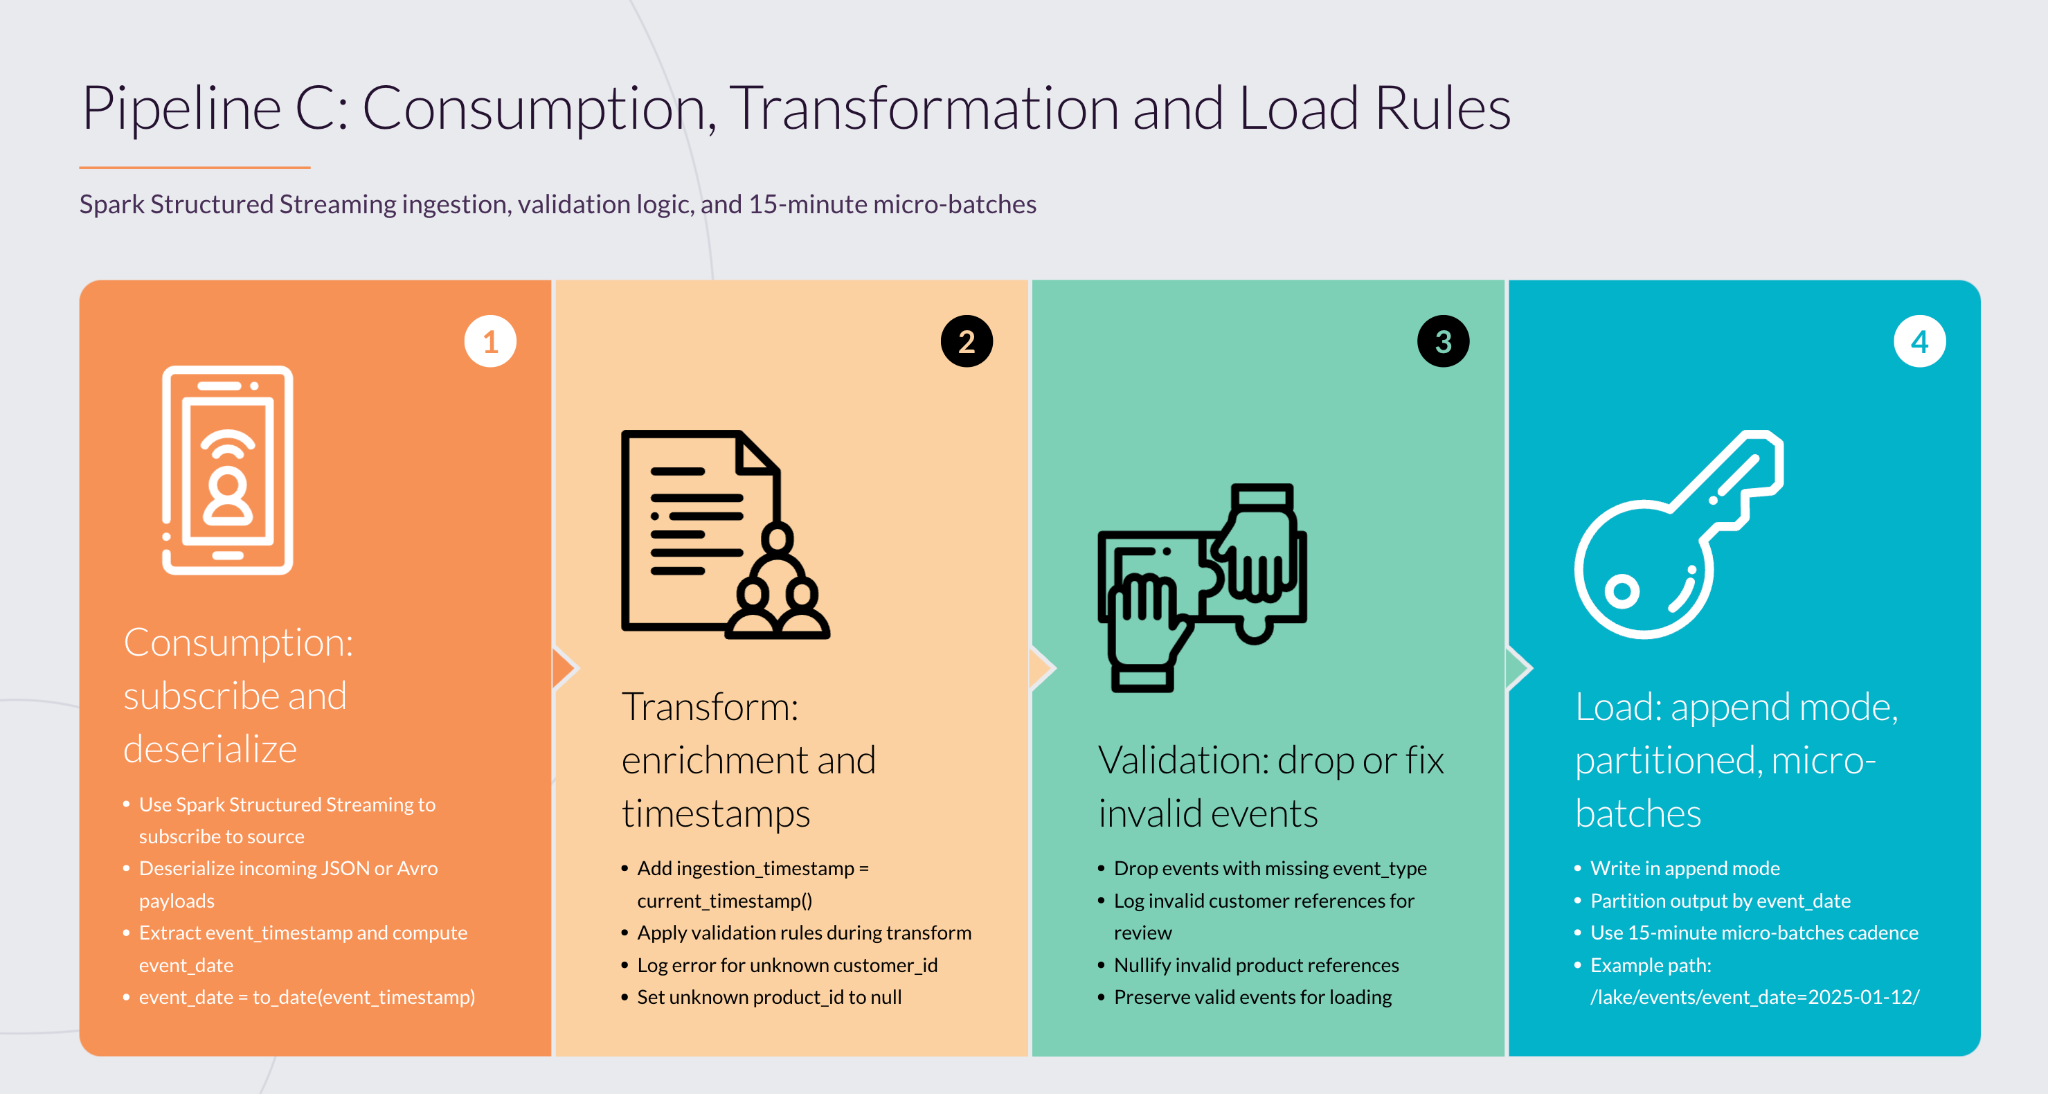 Pipeline C: Consumption, Transformation and Load Rules
Spark Structured Streaming ingestion, validation logic, and 15-minute micro-batches
1
Consumption:
subscribe and
deserialize
• Use Spark Structured Streaming to
subscribe to source
• Deserialize incoming JSON or Avro
payloads
• Extract event_timestamp and compute
event_date
• event_date = to_date(event_timestamp)
2
Transform:
enrichment and
timestamps
• Add ingestion_timestamp =
current_timestamp()
• Apply validation rules during transform
• Log error for unknown customer_id
• Set unknown product_id to null
3
Validation: drop or fix
invalid events
• Drop events with missing event_type
• Log invalid customer references for
review
• Nullify invalid product references
• Preserve valid events for loading
4
Load: append mode,
partitioned, micro-
batches
• Write in append mode
• Partition output by event_date
• Use 15-minute micro-batches cadence
• Example path:
/lake/events/event_date=2025-01-12/